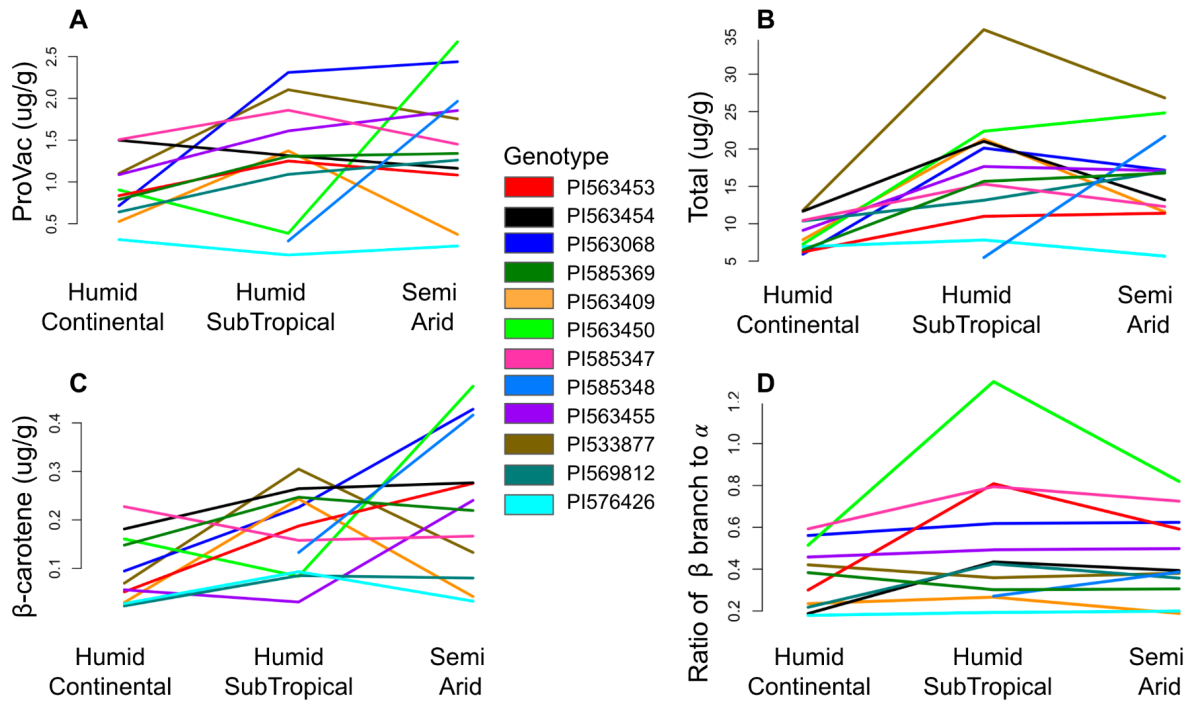 A
ProVac (ug/g)
2.5
2.0
1.5
1.0
0.5
Humid
Continental
Humid
SubTropical
Semi
Arid
B
Total (ug/g)
35
30
25
20
15
10
5
Humid
Continental
Humid
SubTropical
Semi
Arid
Genotype
PI563453
PI563454
PI563068
PI585369
PI563409
PI563450
PI585347
PI585348
PI563455
PI533877
PI569812
PI576426
C
β-carotene (ug/g)
0.4
0.3
0.2
0.1
Humid
Continental
Humid
SubTropical
Semi
Arid
D
Ratio of β branch to α
1.2
1.0
0.8
0.6
0.4
0.2
Humid
Continental
Humid
SubTropical
Semi
Arid